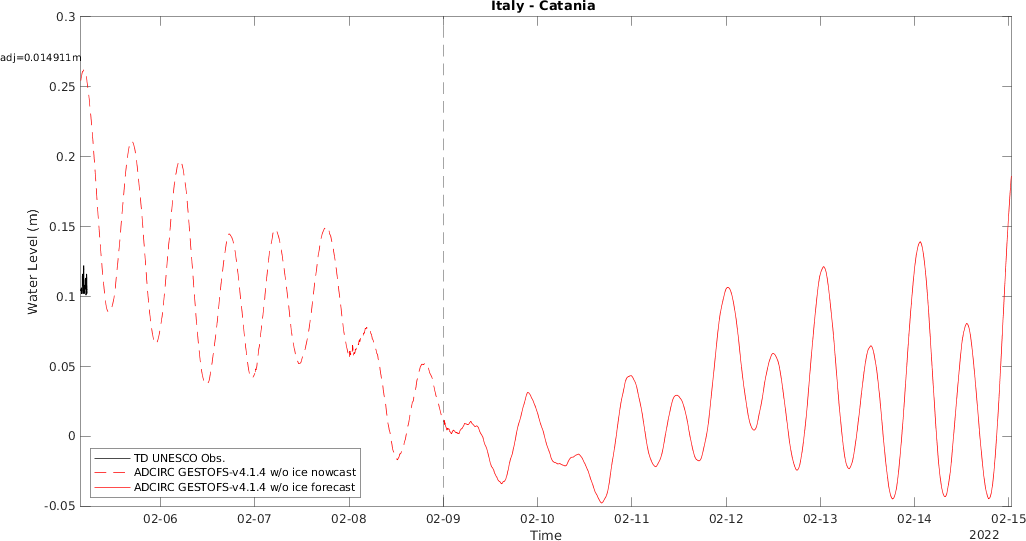 Italy - Catania
adj=0.014911m
0.3
0.25
0.2
0.15
0.1
0.05
0
-0.05
Water Level (m)
TD UNESCO Obs.
ADCIRC GESTOFS-v4.1.4 w/o ice nowcast
ADCIRC GESTOFS-v4.1.4 w/o ice forecast
02-06 02-07 02-08 02-09 02-10 02-11 02-12 02-13 02-14 02-15
Time
2022